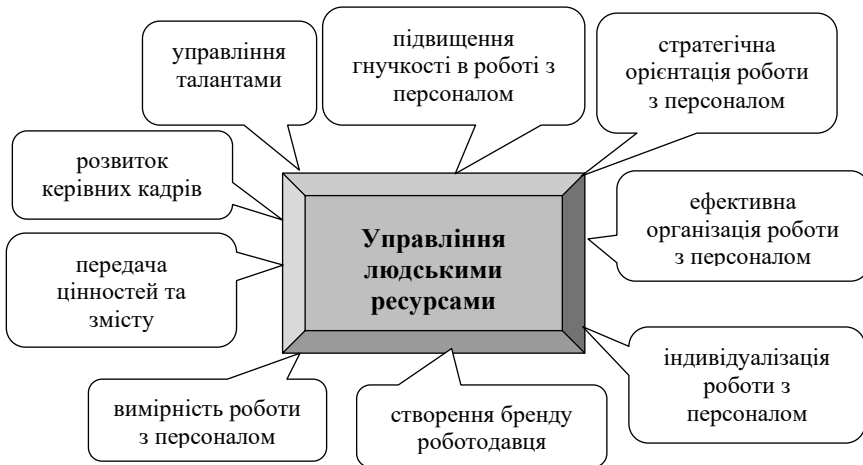 управління
талантами
підвищення
гнучкості в роботі з
персоналом
стратегічна
орієнтація роботи
з персоналом
розвиток
керівних кадрів
ефективна
організація роботи
з персоналом
Управління
людськими
ресурсами
передача
цінностей та
змісту
індивідуалізація
роботи з
персоналом
вимірність роботи
з персоналом
створення бренду
роботодавця